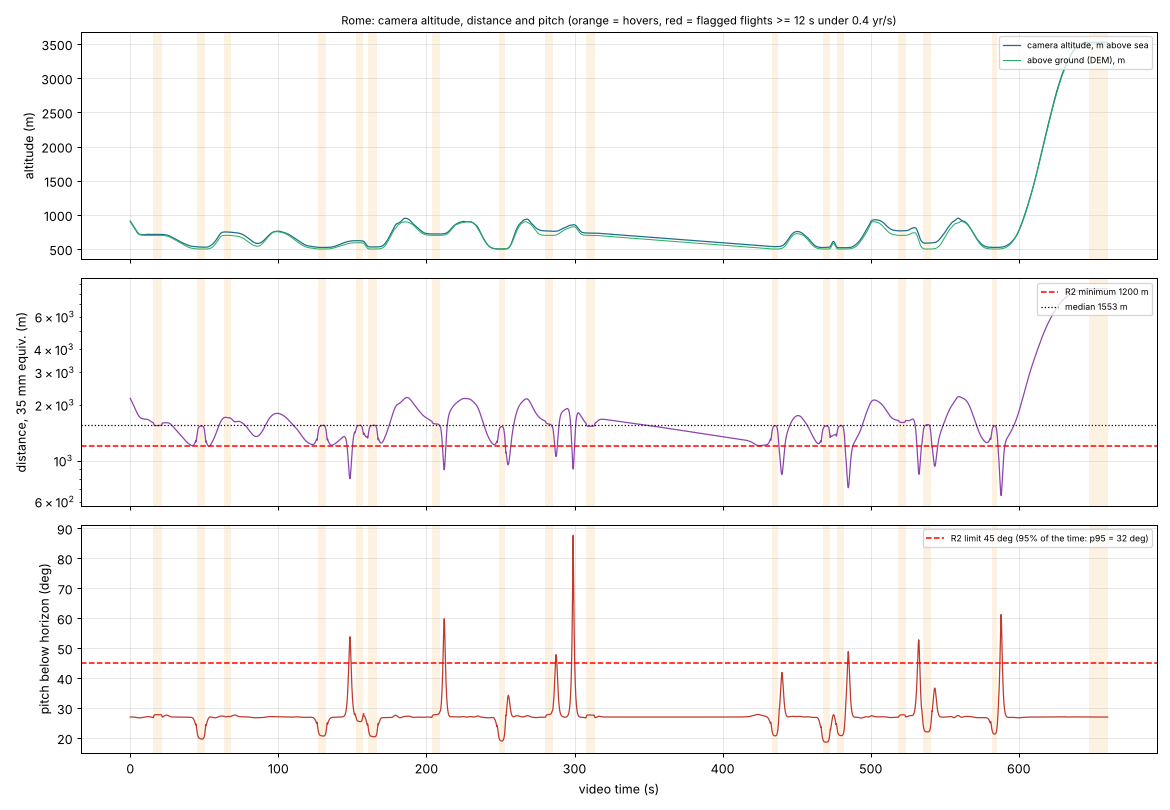 Rome: camera altitude, distance and pitch (orange = hovers, red = flagged flights >= 12 s under 0.4 yr/s)
camera altitude, m above sea
above ground (DEM), m
altitude (m)
3500
3000
2500
2000
1500
1000
500
R2 minimum 1200 m
median 1553 m
distance, 35 mm equiv. (m)
6 × 10³
4 × 10³
3 × 10³
2 × 10³
10³
6 × 10²
R2 limit 45 deg (95% of the time: p95 = 32 deg)
pitch below horizon (deg)
90
80
70
60
50
40
30
20
0 100 200 300 400 500 600
video time (s)